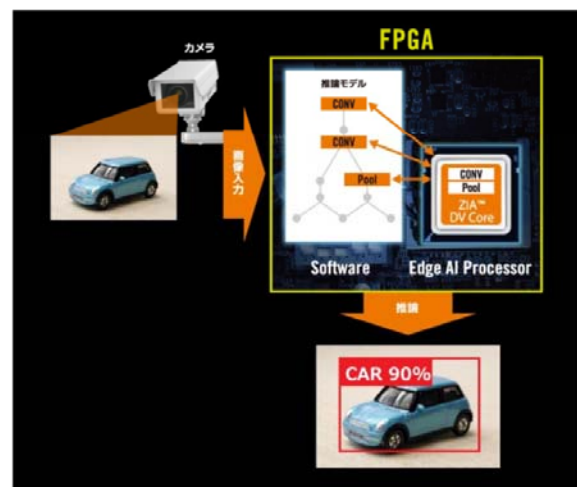 FPGA
カメラ
推論モデル
CONV
CONV
Pool
画像入力
CONV
Pool
ZIA™
DV Core
Software
Edge AI Processor
推論
CAR 90%